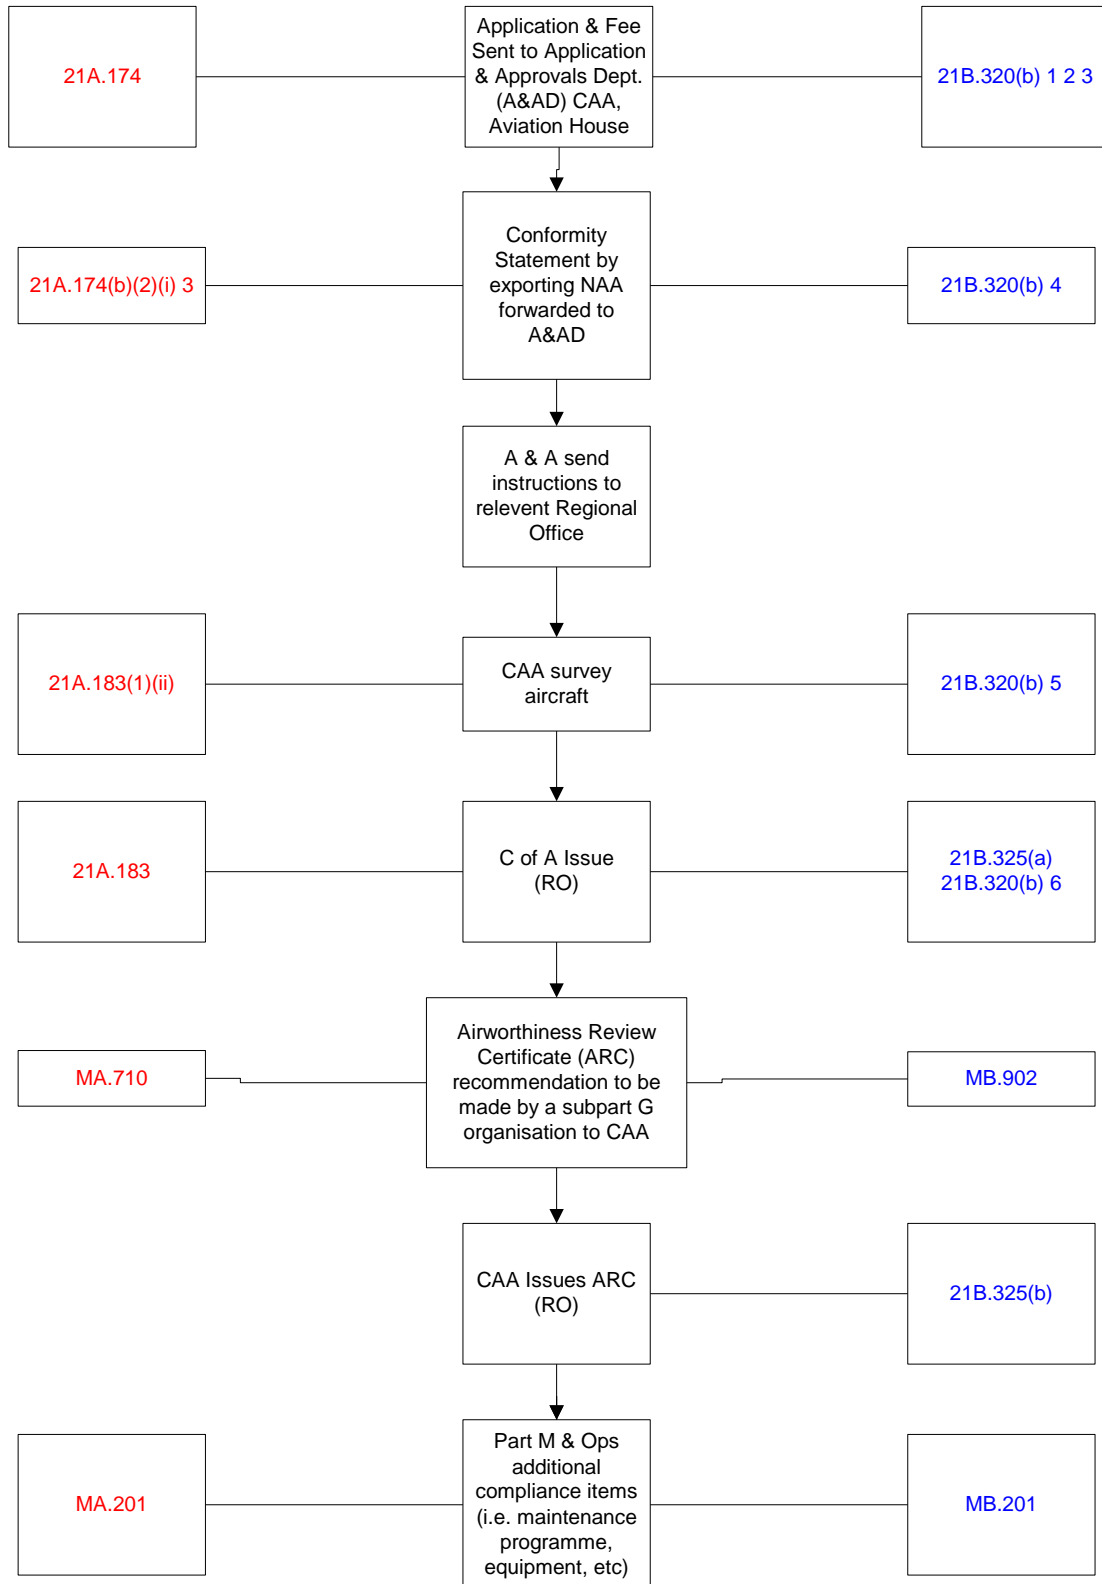 Application & Fee
Sent to Application
& Approvals Dept.
(A&AD) CAA,
Aviation House
21A.174
21B.320(b) 1 2 3
Conformity
Statement by
exporting NAA
forwarded to
A&AD
21A.174(b)(2)(i) 3
21B.320(b) 4
A & A send
instructions to
relevent Regional
Office
21A.183(1)(ii)
CAA survey
aircraft
21B.320(b) 5
21A.183
C of A Issue
(RO)
21B.325(a)
21B.320(b) 6
Airworthiness Review
Certificate (ARC)
recommendation to be
made by a subpart G
organisation to CAA
MA.710
MB.902
CAA Issues ARC
(RO)
21B.325(b)
Part M & Ops
additional
compliance items
(i.e. maintenance
programme,
equipment, etc)
MA.201
MB.201